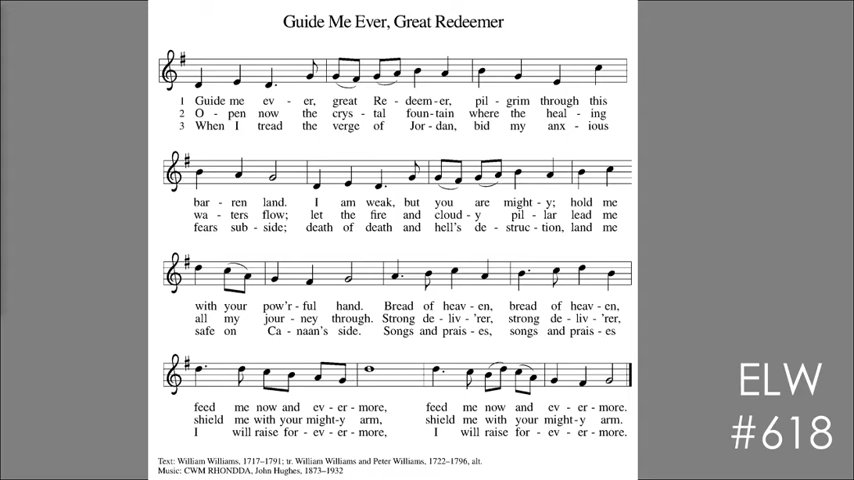 Guide Me Ever, Great Redeemer
1 Guide me ev - er, great Re - deem - er, pil - grim through this
2 O - pen now the crys - tal foun - tain where the heal - ing
3 When I tread the verge of Jor - dan, bid my anx - ious
bar - ren land. I am weak, but you are might - y; hold me
wa - ters flow; let the fire and cloud - y pil - lar lead me
fears sub - side; death of death and hell's de - struc - tion, land me
with your pow'r - ful hand. Bread of heav - en, bread of heav - en,
all my jour - ney through. Strong de - liv - 'rer, strong de - liv - 'rer,
safe on Ca - naan's side. Songs and prais - es, songs and prais - es
feed me now and ev - er - more, feed me now and ev - er - more.
shield me with your might - y arm, shield me with your might - y arm.
I will raise for - ev - er - more, I will raise for - ev - er - more.
Text: William Williams, 1717–1791; tr. William Williams and Peter Williams, 1722–1796, alt.
Music: CWM RHONDDA, John Hughes, 1873–1932
ELW
#618